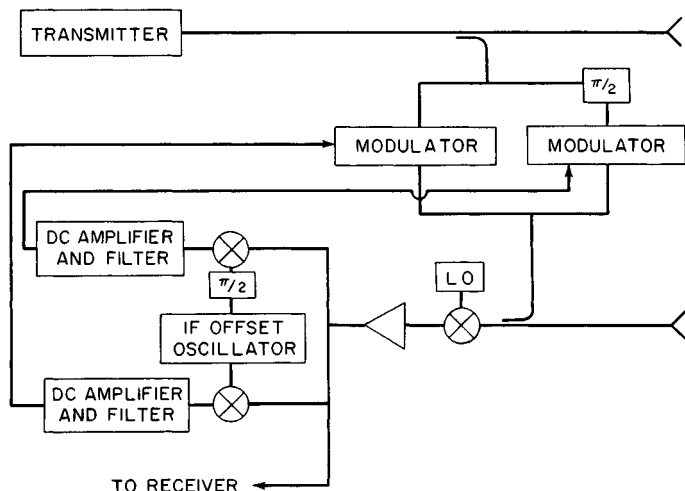 TRANSMITTER
π/2
MODULATOR
MODULATOR
DC AMPLIFIER
AND FILTER
π/2
LO
IF OFFSET
OSCILLATOR
DC AMPLIFIER
AND FILTER
TO RECEIVER